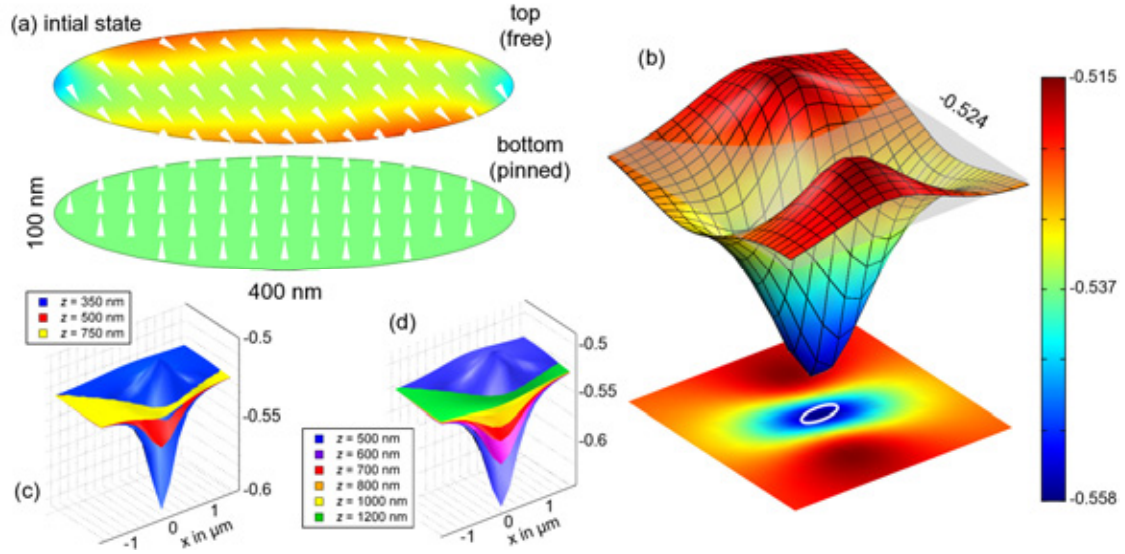 (a) intial state
top
(free)
bottom
(pinned)
100 nm
400 nm
(b)
-0.524
-0.515
-0.537
-0.558
z = 350 nm
z = 500 nm
z = 750 nm
-0.5
-0.55
-0.6
(c)
-1
0
1
x in µm
(d)
z = 500 nm
z = 600 nm
z = 700 nm
z = 800 nm
z = 1000 nm
z = 1200 nm
-0.5
-0.55
-0.6
-1
0
1
x in µm